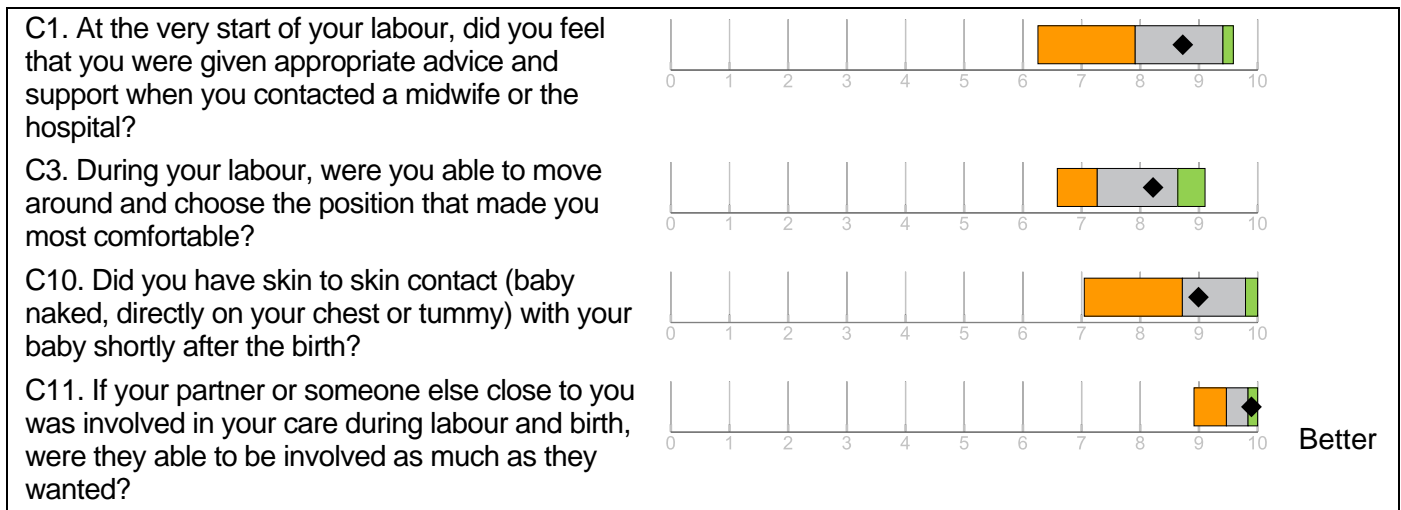 C1. At the very start of your labour, did you feel
that you were given appropriate advice and
support when you contacted a midwife or the
hospital?
0 1 2 3 4 5 6 7 8 9 10
C3. During your labour, were you able to move
around and choose the position that made you
most comfortable?
0 1 2 3 4 5 6 7 8 9 10
C10. Did you have skin to skin contact (baby
naked, directly on your chest or tummy) with your
baby shortly after the birth?
0 1 2 3 4 5 6 7 8 9 10
C11. If your partner or someone else close to you
was involved in your care during labour and birth,
were they able to be involved as much as they
wanted?
0 1 2 3 4 5 6 7 8 9 10
Better